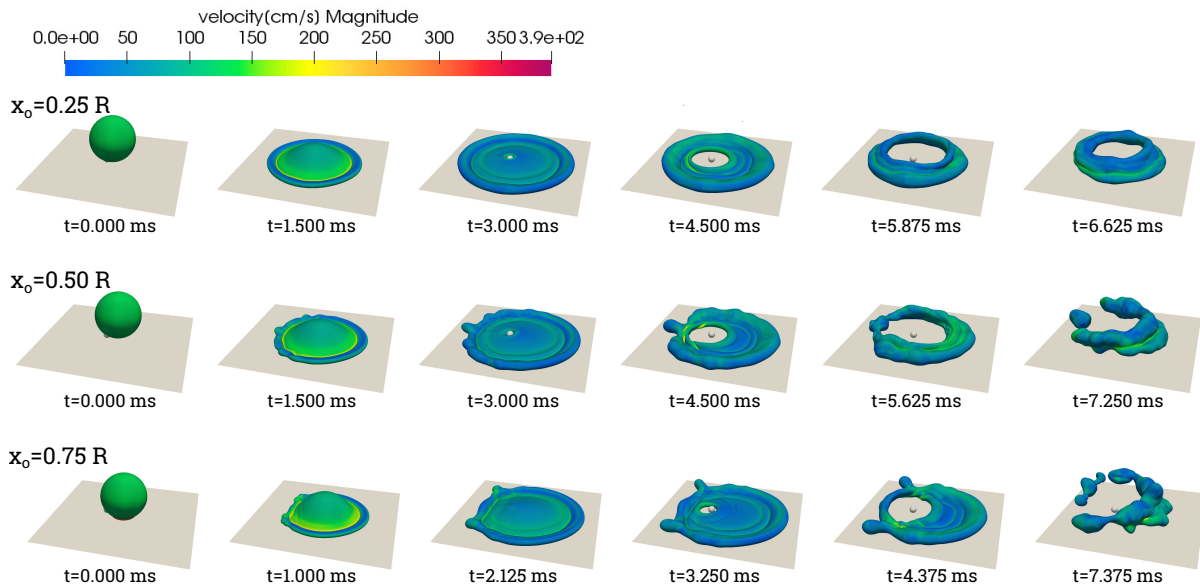 velocity[cm/s] Magnitude
0.0e+00 50 100 150 200 250 300 350 3.9e+02
xₒ=0.25 R
t=0.000 ms t=1.500 ms t=3.000 ms t=4.500 ms t=5.875 ms t=6.625 ms
xₒ=0.50 R
t=0.000 ms t=1.500 ms t=3.000 ms t=4.500 ms t=5.625 ms t=7.250 ms
xₒ=0.75 R
t=0.000 ms t=1.000 ms t=2.125 ms t=3.250 ms t=4.375 ms t=7.375 ms